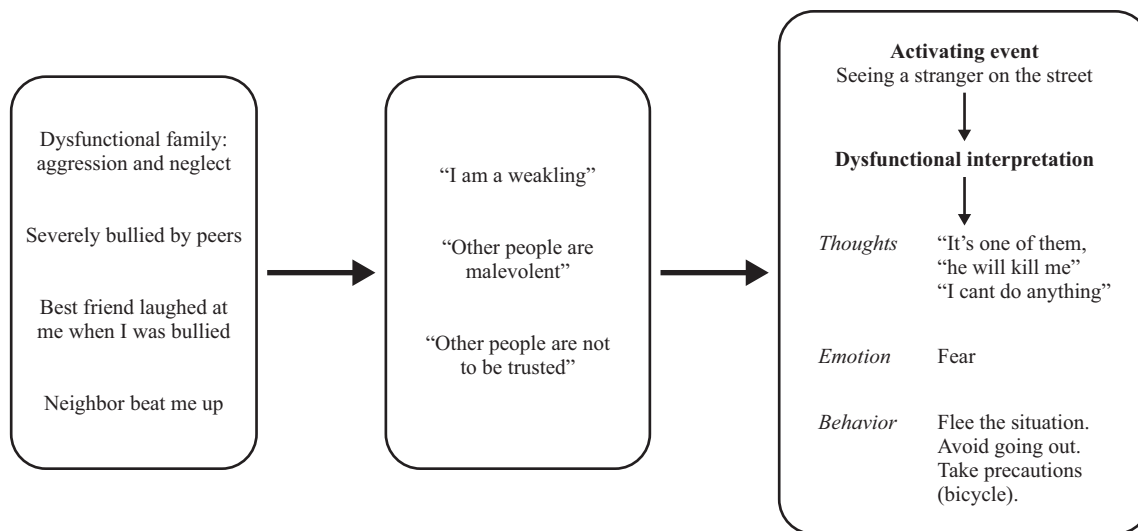 Dysfunctional family:
aggression and neglect
Severely bullied by peers
Best friend laughed at
me when I was bullied
Neighbor beat me up
“I am a weakling”
“Other people are
malevolent”
“Other people are not
to be trusted”
Activating event
Seeing a stranger on the street
Dysfunctional interpretation
Thoughts “It’s one of them,
“he will kill me”
“I cant do anything”
Emotion Fear
Behavior Flee the situation.
Avoid going out.
Take precautions
(bicycle).